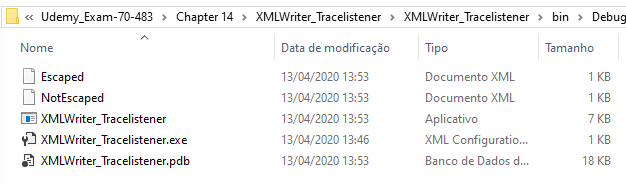 « Udemy_Exam-70-483 › Chapter 14 › XMLWriter_Tracelistener › XMLWriter_Tracelistener › bin › Debug
Nome Data de modificação Tipo Tamanho
Escaped 13/04/2020 13:53 Documento XML 1 KB
NotEscaped 13/04/2020 13:53 Documento XML 1 KB
XMLWriter_Tracelistener 13/04/2020 13:53 Aplicativo 7 KB
XMLWriter_Tracelistener.exe 13/04/2020 13:46 XML Configuratio... 1 KB
XMLWriter_Tracelistener.pdb 13/04/2020 13:53 Banco de Dados d... 18 KB